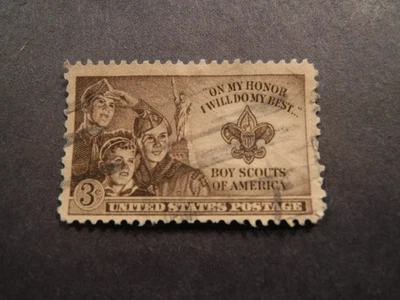 "ON MY HONOR
I WILL DO MY BEST..."
BOY SCOUTS
OF AMERICA
3¢
UNITED STATES POSTAGE